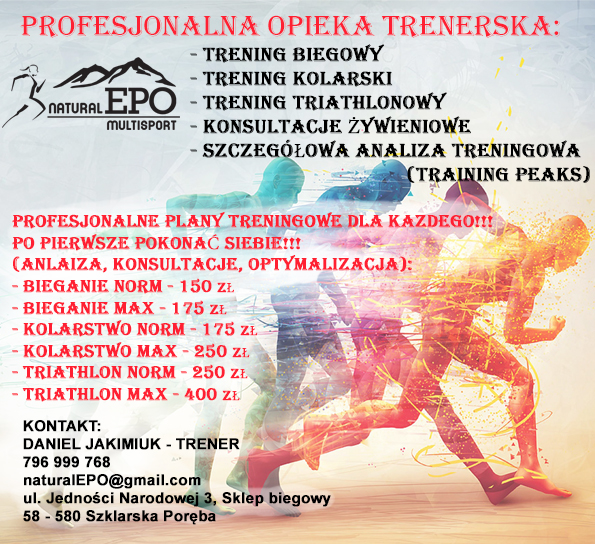 PROFESJONALNA OPIEKA TRENERSKA:
- TRENING BIEGOWY
- TRENING KOLARSKI
- TRENING TRIATHLONOWY
- KONSULTACJE ŻYWIENIOWE
- SZCZEGÓŁOWA ANALIZA TRENINGOWA
(TRAINING PEAKS)
NATURAL EPO
MULTISPORT
PROFESJONALNE PLANY TRENINGOWE DLA KAZDEGO!!!
PO PIERWSZE POKONAĆ SIEBIE!!!
(ANLAIZA, KONSULTACJE, OPTYMALIZACJA):
- BIEGANIE NORM - 150 ZŁ
- BIEGANIE MAX - 175 ZŁ
- KOLARSTWO NORM - 175 ZŁ
- KOLARSTWO MAX - 250 ZŁ
- TRIATHLON NORM - 250 ZŁ
- TRIATHLON MAX - 400 ZŁ
KONTAKT:
DANIEL JAKIMIUK - TRENER
796 999 768
naturalEPO@gmail.com
ul. Jedności Narodowej 3, Sklep biegowy
58 - 580 Szklarska Poręba